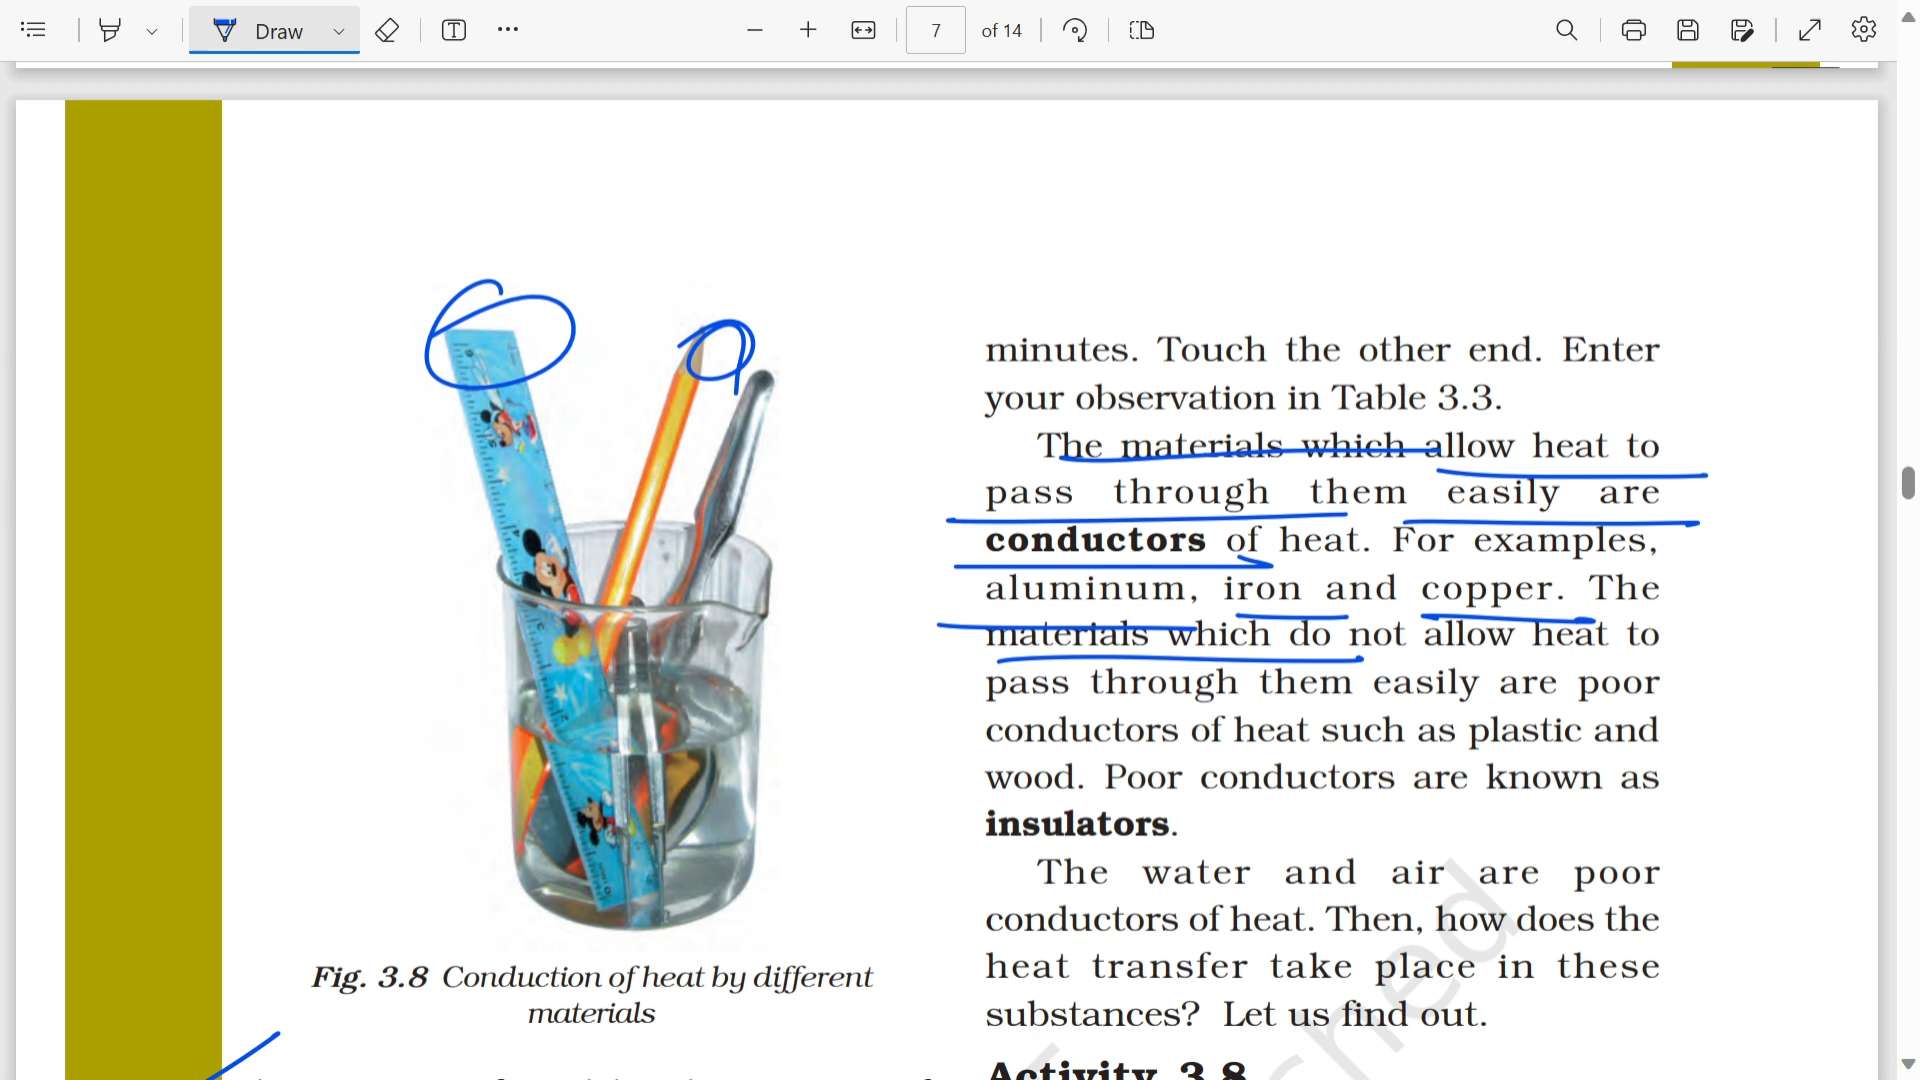 Draw
7
of 14
minutes. Touch the other end. Enter
your observation in Table 3.3.
The materials which allow heat to
pass through them easily are
conductors of heat. For examples,
aluminum, iron and copper. The
materials which do not allow heat to
pass through them easily are poor
conductors of heat such as plastic and
wood. Poor conductors are known as
insulators.
The water and air are poor
conductors of heat. Then, how does the
heat transfer take place in these
substances? Let us find out.
Activity 3.8
Fig. 3.8 Conduction of heat by different
materials